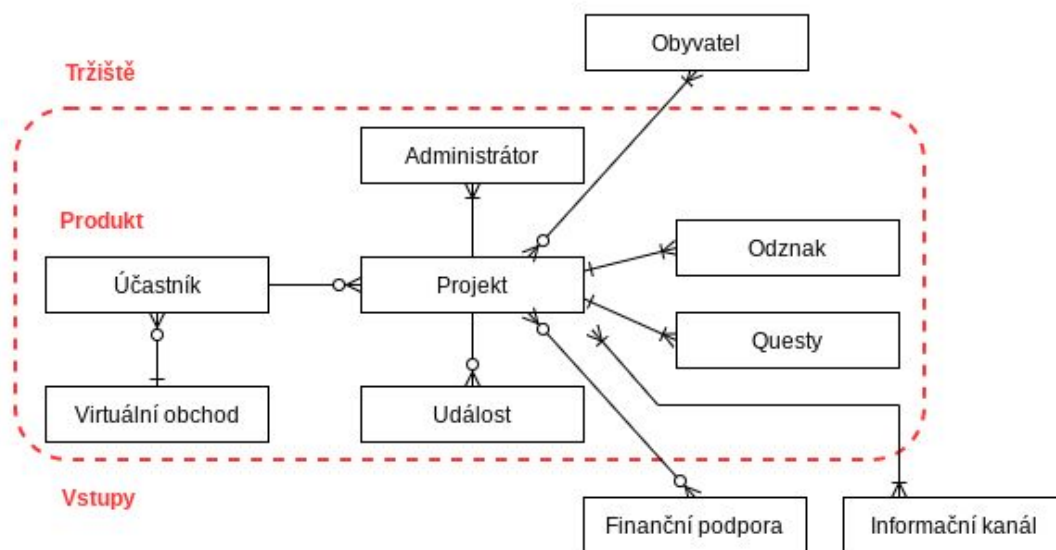 Obyvatel
Tržiště
Administrátor
Produkt
Odznak
Účastník
Projekt
Questy
Virtuální obchod
Událost
Vstupy
Finanční podpora
Informační kanál